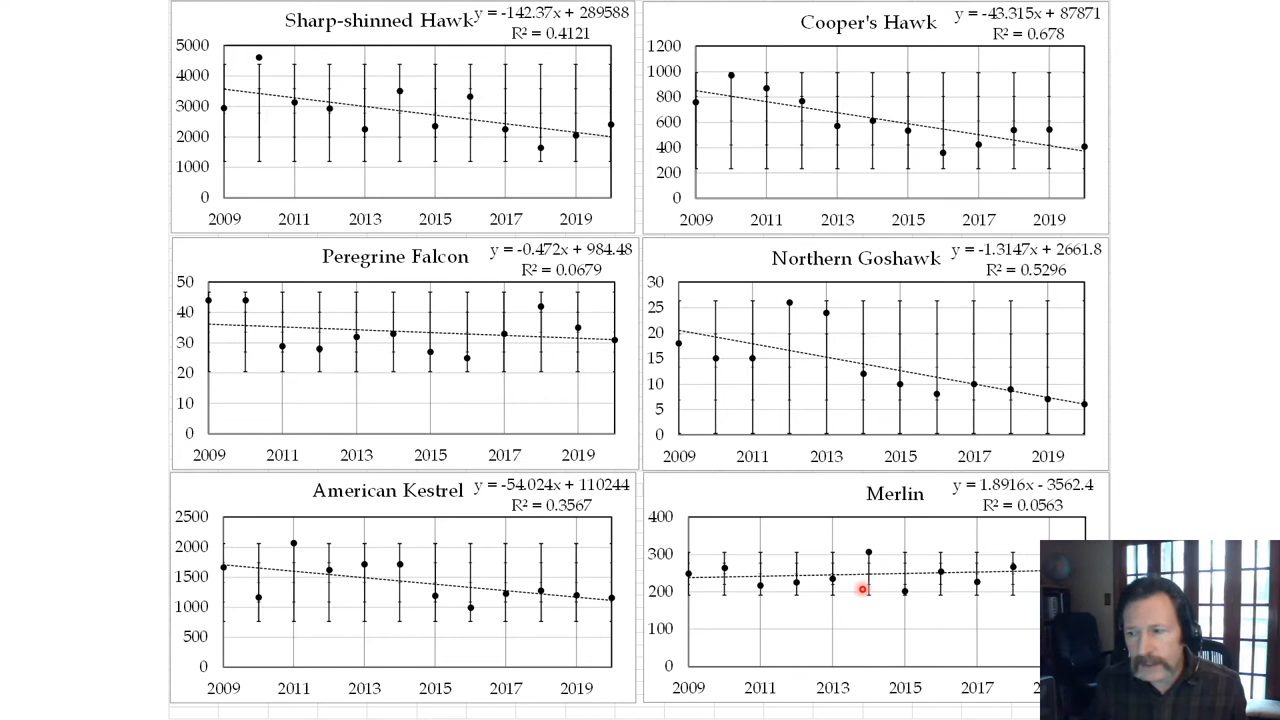 Sharp-shinned Hawk
y = -142.37x + 289588
R² = 0.4121
5000
4000
3000
2000
1000
0
2009 2011 2013 2015 2017 2019
Cooper's Hawk
y = -43.315x + 87871
R² = 0.678
1200
1000
800
600
400
200
0
2009 2011 2013 2015 2017 2019
Peregrine Falcon
y = -0.472x + 984.48
R² = 0.0679
50
40
30
20
10
0
2009 2011 2013 2015 2017 2019
Northern Goshawk
y = -1.3147x + 2661.8
R² = 0.5296
30
25
20
15
10
5
0
2009 2011 2013 2015 2017 2019
American Kestrel
y = -54.024x + 110244
R² = 0.3567
2500
2000
1500
1000
500
0
2009 2011 2013 2015 2017 2019
Merlin
y = 1.8916x - 3562.4
R² = 0.0563
400
300
200
100
0
2009 2011 2013 2015 2017